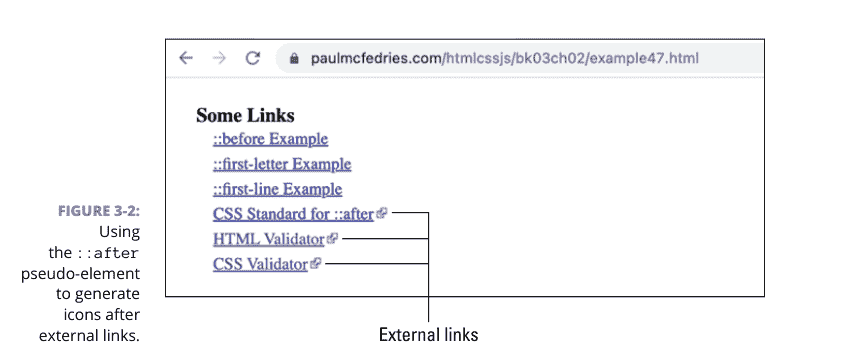 paulmcfedries.com/htmlcssjs/bk03ch02/example47.html
Some Links
::before Example
::first-letter Example
::first-line Example
CSS Standard for ::after
HTML Validator
CSS Validator
External links
FIGURE 3-2:
Using
the ::after
pseudo-element
to generate
icons after
external links.